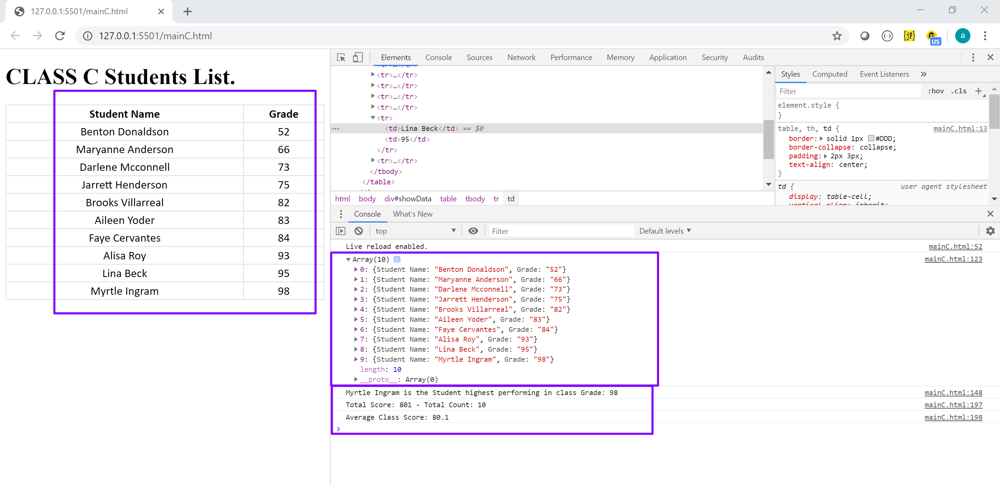 127.0.0.1:5501/mainC.html
127.0.0.1:5501/mainC.html
{...}
{jF}
US
a
CLASS C Students List.
Student Name Grade
Benton Donaldson 52
Maryanne Anderson 66
Darlene Mcconnell 73
Jarrett Henderson 75
Brooks Villarreal 82
Aileen Yoder 83
Faye Cervantes 84
Alisa Roy 93
Lina Beck 95
Myrtle Ingram 98
Elements Console Sources Network Performance Memory Application Security Audits
<tr>…</tr>
<tr>…</tr>
<tr>…</tr>
<tr>…</tr>
<tr>…</tr>
<tr>
<td>Lina Beck</td> == $0
<td>95</td>
</tr>
<tr>…</tr>
</tbody>
</table>
html body div#showData table tbody tr td
Styles Computed Event Listeners »
Filter :hov .cls +
element.style {
}
table, th, td { mainC.html:13
border: solid 1px #DDD;
border-collapse: collapse;
padding: 2px 3px;
text-align: center;
}
td { user agent stylesheet
display: table-cell;
vertical-align: inherit;
Console What's New
top Filter Default levels
Live reload enabled. mainC.html:52
Array(10) i mainC.html:123
0: {Student Name: "Benton Donaldson", Grade: "52"}
1: {Student Name: "Maryanne Anderson", Grade: "66"}
2: {Student Name: "Darlene Mcconnell", Grade: "73"}
3: {Student Name: "Jarrett Henderson", Grade: "75"}
4: {Student Name: "Brooks Villarreal", Grade: "82"}
5: {Student Name: "Aileen Yoder", Grade: "83"}
6: {Student Name: "Faye Cervantes", Grade: "84"}
7: {Student Name: "Alisa Roy", Grade: "93"}
8: {Student Name: "Lina Beck", Grade: "95"}
9: {Student Name: "Myrtle Ingram", Grade: "98"}
length: 10
__proto__: Array(0)
Myrtle Ingram is the Student highest performing in class Grade: 98 mainC.html:148
Total Score: 801 - Total Count: 10 mainC.html:197
Average Class Score: 80.1 mainC.html:198